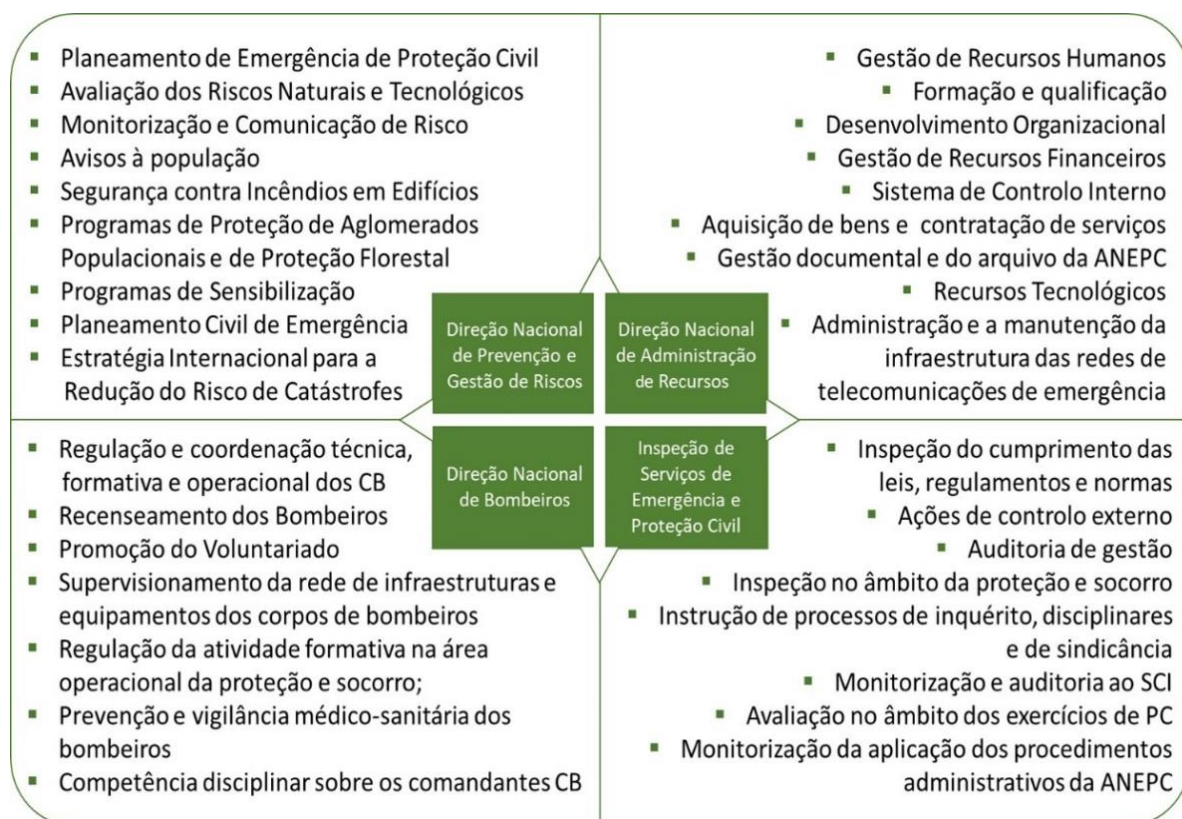 ▪ Planeamento de Emergência de Proteção Civil
▪ Avaliação dos Riscos Naturais e Tecnológicos
▪ Monitorização e Comunicação de Risco
▪ Avisos à população
▪ Segurança contra Incêndios em Edifícios
▪ Programas de Proteção de Aglomerados
Populacionais e de Proteção Florestal
▪ Programas de Sensibilização
▪ Planeamento Civil de Emergência
▪ Estratégia Internacional para a
Redução do Risco de Catástrofes
▪ Gestão de Recursos Humanos
▪ Formação e qualificação
▪ Desenvolvimento Organizacional
▪ Gestão de Recursos Financeiros
▪ Sistema de Controlo Interno
▪ Aquisição de bens e contratação de serviços
▪ Gestão documental e do arquivo da ANEPC
▪ Recursos Tecnológicos
▪ Administração e a manutenção da
infraestrutura das redes de
telecomunicações de emergência
Direção Nacional
de Prevenção e
Gestão de Riscos
Direção Nacional
de Administração
de Recursos
Direção Nacional
de Bombeiros
Inspeção de
Serviços de
Emergência e
Proteção Civil
▪ Regulação e coordenação técnica,
formativa e operacional dos CB
▪ Recenseamento dos Bombeiros
▪ Promoção do Voluntariado
▪ Supervisionamento da rede de infraestruturas e
equipamentos dos corpos de bombeiros
▪ Regulação da atividade formativa na área
operacional da proteção e socorro;
▪ Prevenção e vigilância médico-sanitária dos
bombeiros
▪ Competência disciplinar sobre os comandantes CB
▪ Inspeção do cumprimento das
leis, regulamentos e normas
▪ Ações de controlo externo
▪ Auditoria de gestão
▪ Inspeção no âmbito da proteção e socorro
▪ Instrução de processos de inquérito, disciplinares
e de sindicância
▪ Monitorização e auditoria ao SCI
▪ Avaliação no âmbito dos exercícios de PC
▪ Monitorização da aplicação dos procedimentos
administrativos da ANEPC